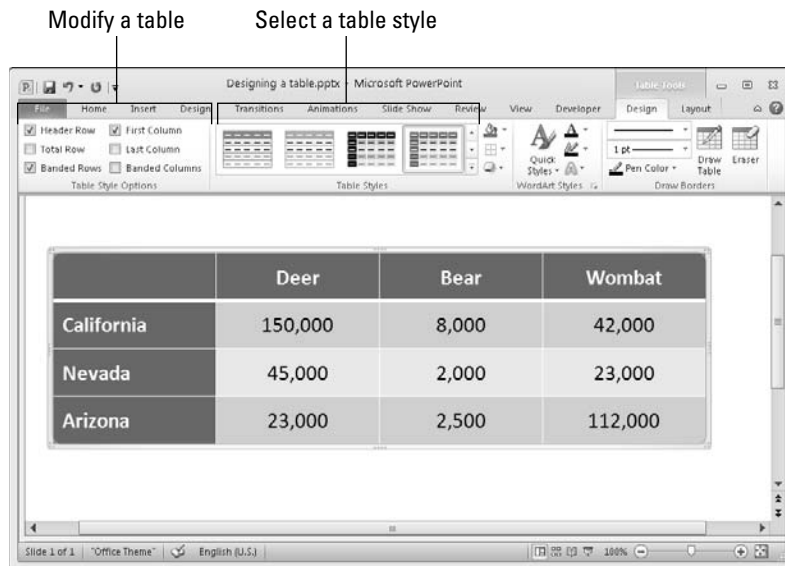 Modify a table
Select a table style
Designing a table.pptx - Microsoft PowerPoint
Table Tools
File Home Insert Design Transitions Animations Slide Show Review View Developer Design Layout
Header Row First Column
Total Row Last Column
Banded Rows Banded Columns
Table Style Options
Table Styles
Quick Styles
WordArt Styles
1 pt
Pen Color
Draw Table
Eraser
Draw Borders
Deer Bear Wombat
California 150,000 8,000 42,000
Nevada 45,000 2,000 23,000
Arizona 23,000 2,500 112,000
Slide 1 of 1 "Office Theme" English (U.S.) 100%